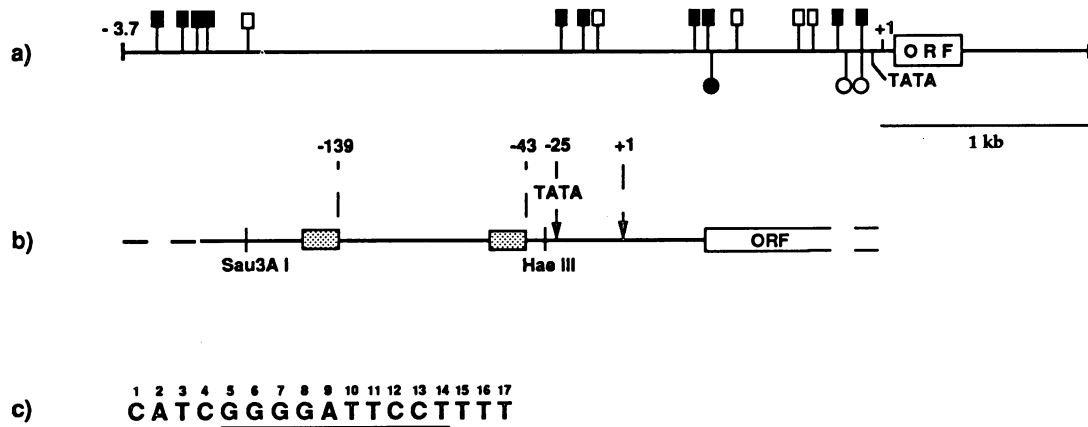 - 3.7
+1
a)
O R F
TATA
1 kb
-139
-43
-25
+1
TATA
b)
ORF
Sau3A I
Hae III
1 2 3 4 5 6 7 8 9 10 11 12 13 14 15 16 17
c)
C A T C G G G G A T T C C T T T T